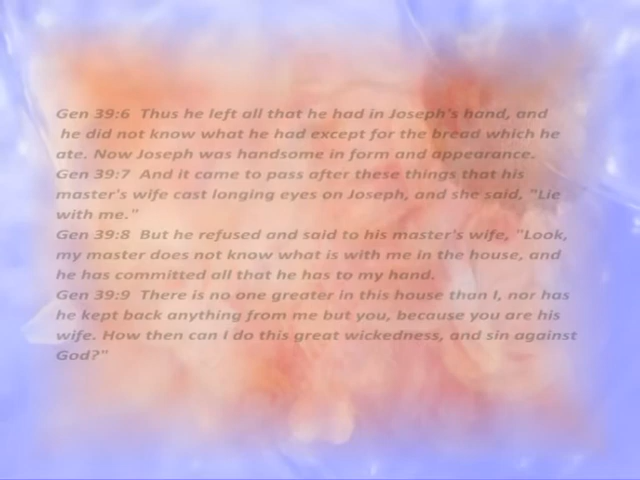 Gen 39:6  Thus he left all that he had in Joseph's hand, and
he did not know what he had except for the bread which he
ate. Now Joseph was handsome in form and appearance.
Gen 39:7  And it came to pass after these things that his
master's wife cast longing eyes on Joseph, and she said, "Lie
with me."
Gen 39:8  But he refused and said to his master's wife, "Look,
my master does not know what is with me in the house, and
he has committed all that he has to my hand.
Gen 39:9  There is no one greater in this house than I, nor has
he kept back anything from me but you, because you are his
wife. How then can I do this great wickedness, and sin against
God?"